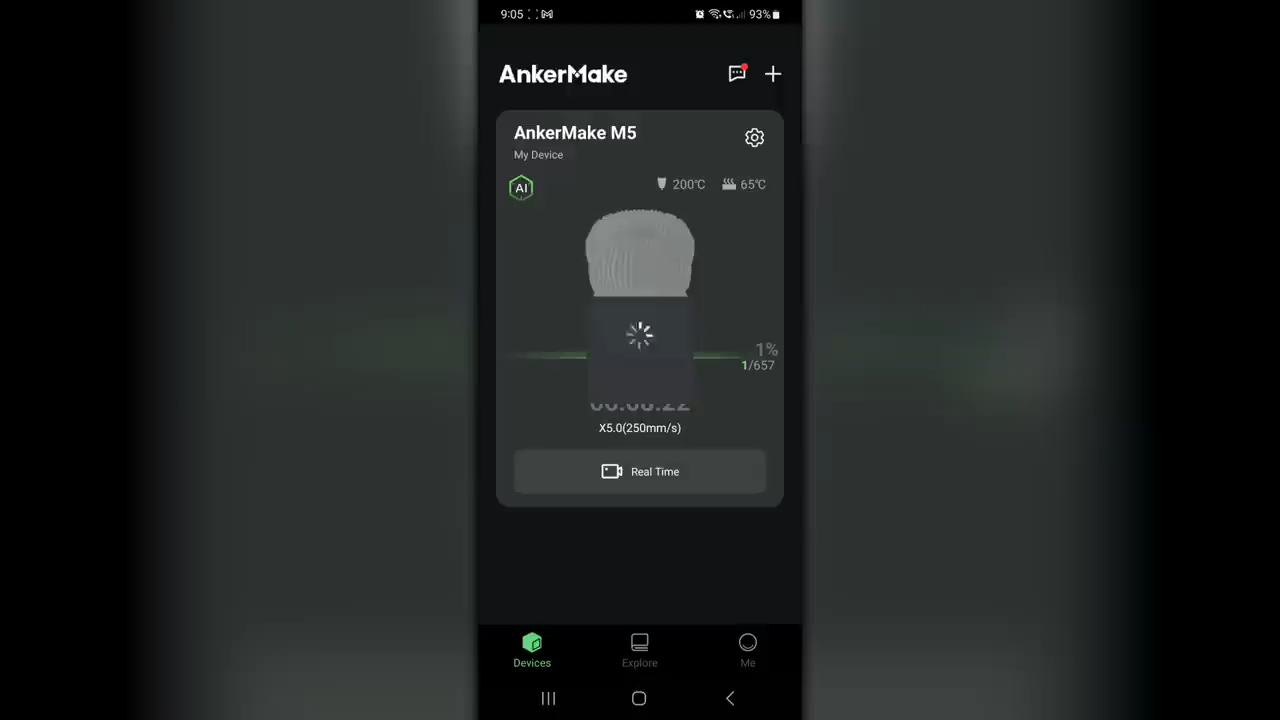 9:05 93%
AnkerMake
AnkerMake M5
My Device
AI 200℃ 65℃
1%
1/657
X5.0(250mm/s)
Real Time
Devices Explore Me